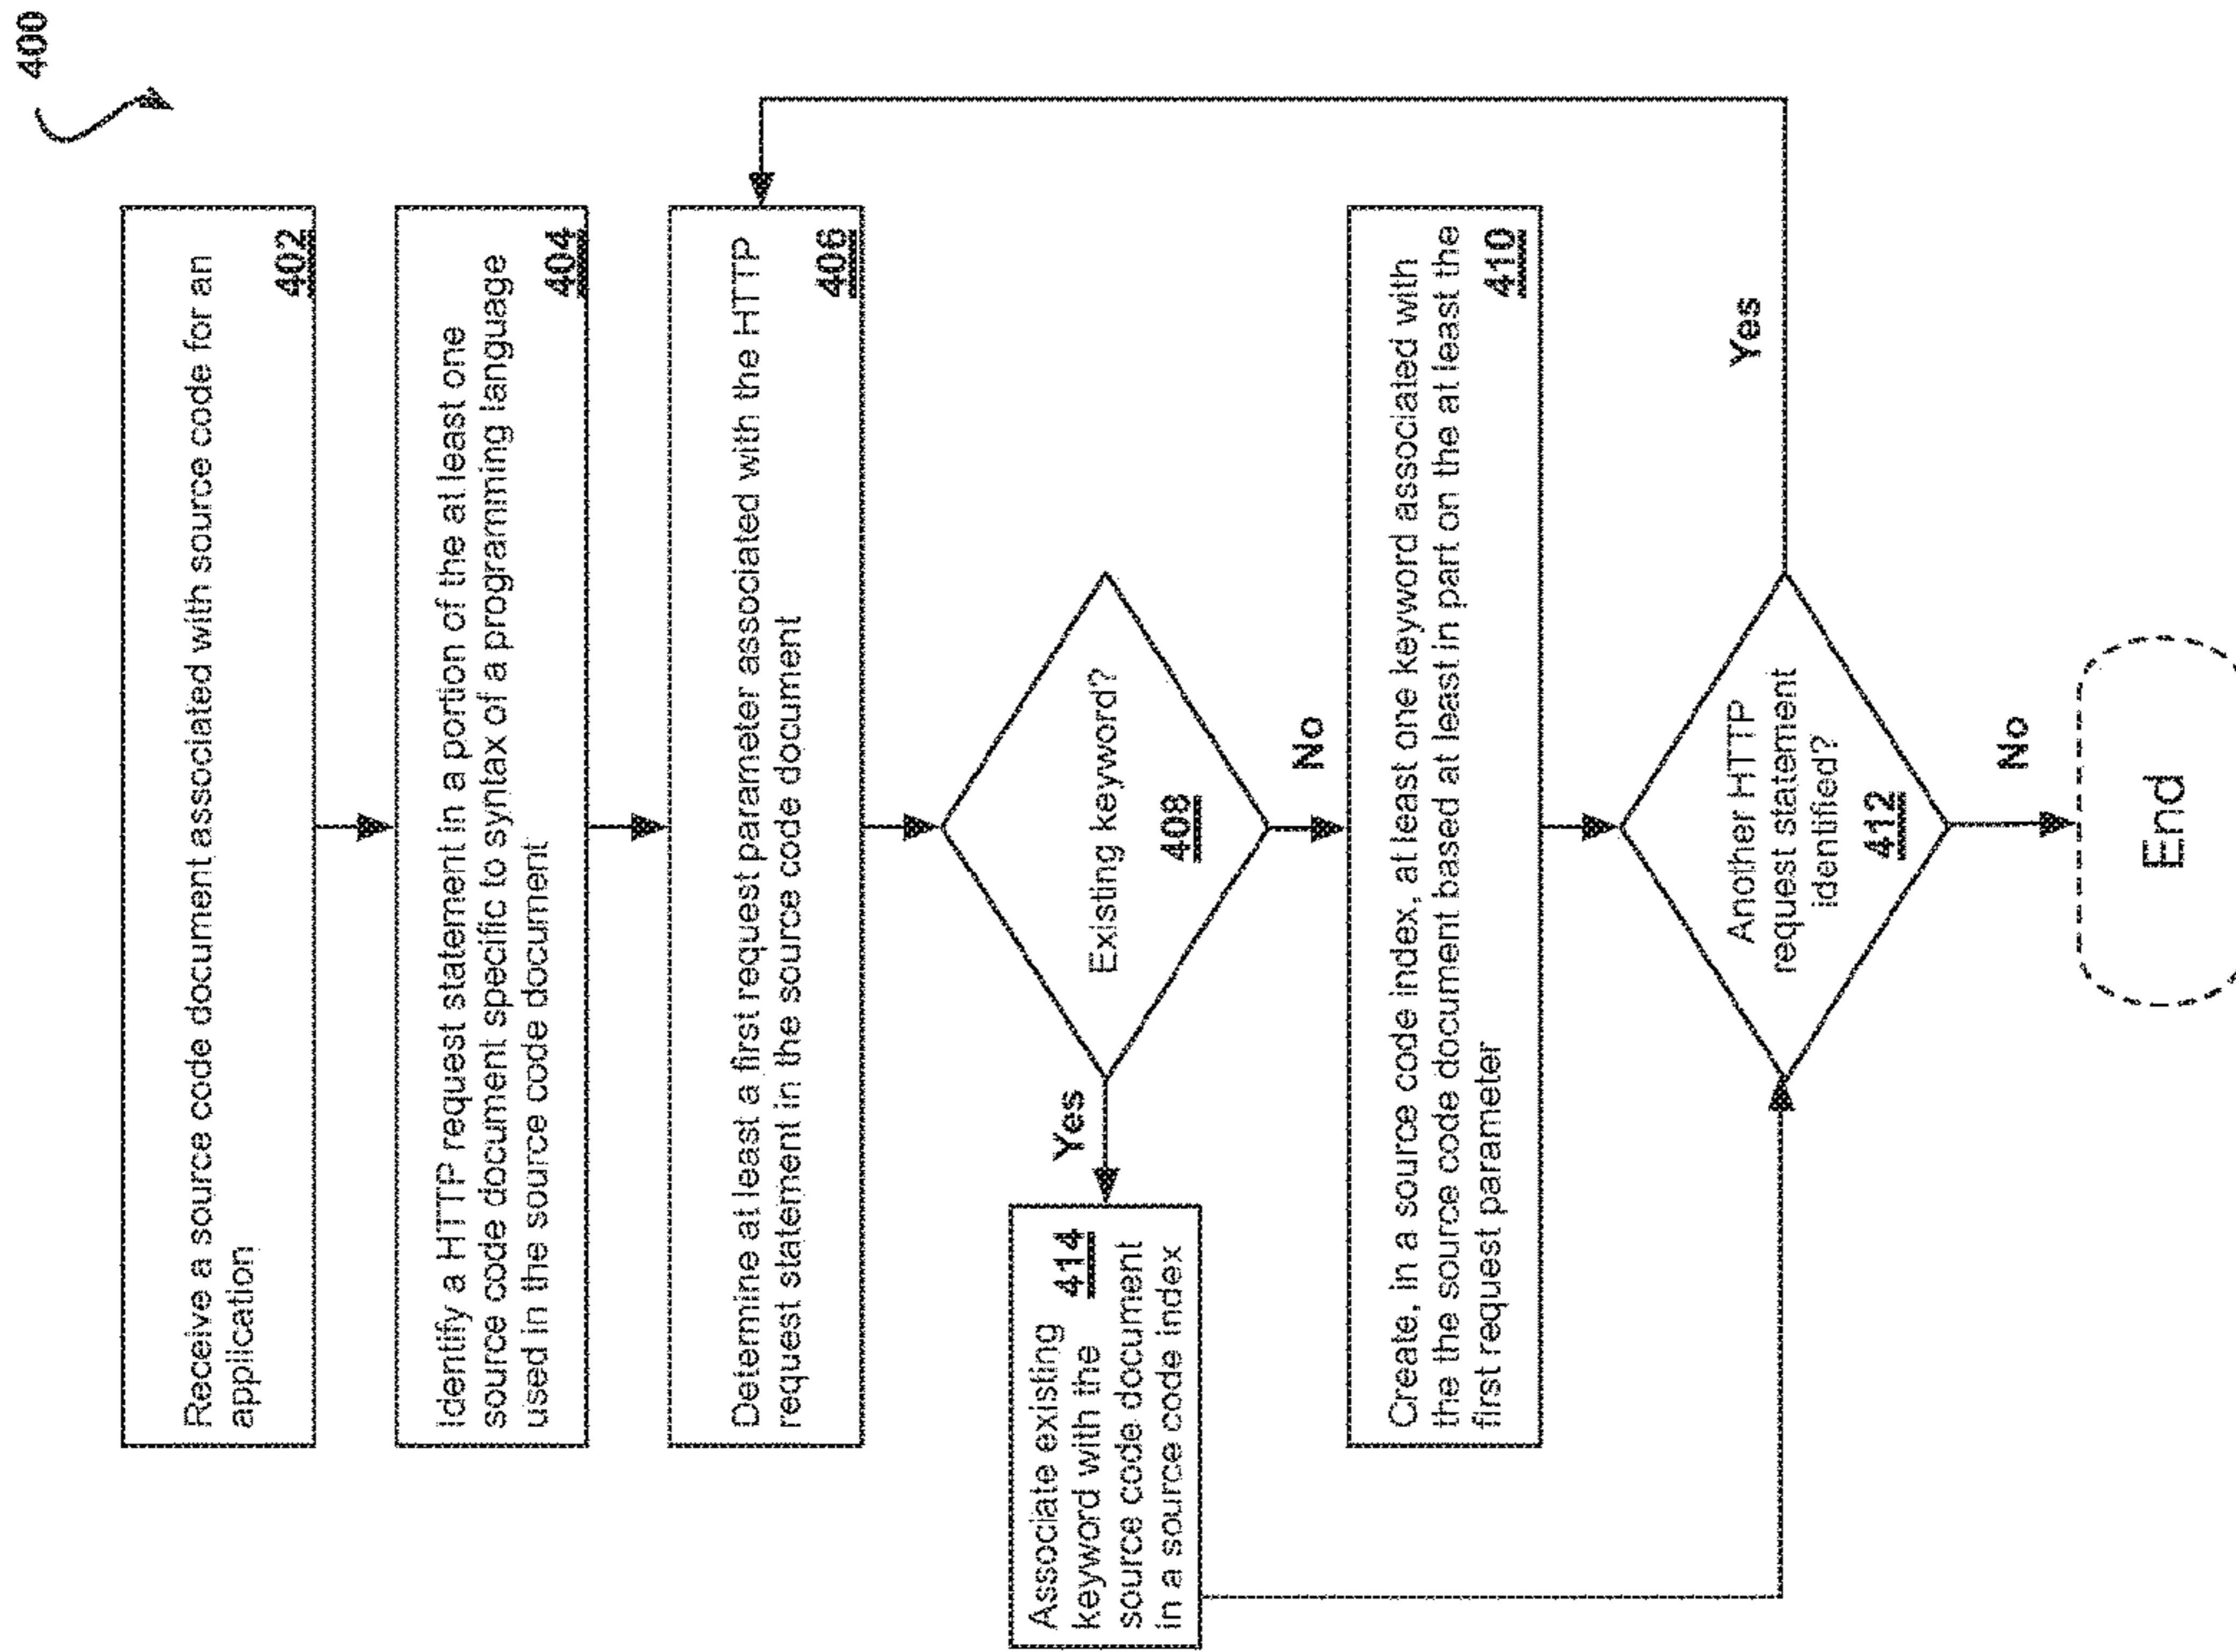 400
Receive a source code document associated with source code for an
application
402
Identify a HTTP request statement in a portion of the at least one
source code document specific to syntax of a programming language
used in the source code document
404
Determine at least a first request parameter associated with the HTTP
request statement in the source code document
406
Existing keyword?
408
Yes
No
Associate existing
keyword with the
source code document
in a source code index
414
Create, in a source code index, at least one keyword associated with
the the source code document based at least in part on the at least the
first request parameter
410
Another HTTP
request statement
identified?
412
Yes
No
End